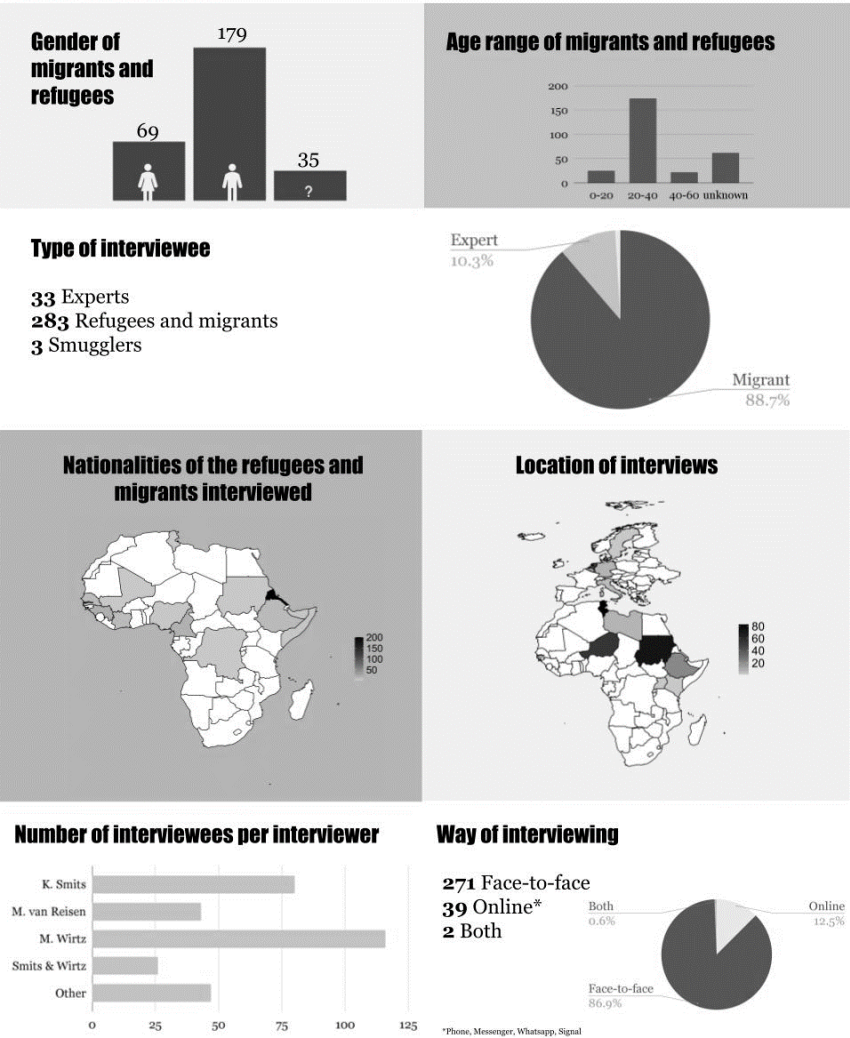 Gender of
migrants and
refugees
69
179
35
?
Age range of migrants and refugees
200
150
100
50
0
0-20 20-40 40-60 unknown
Type of interviewee
33 Experts
283 Refugees and migrants
3 Smugglers
Expert
10.3%
Migrant
88.7%
Nationalities of the refugees and
migrants interviewed
200
150
100
50
Location of interviews
80
60
40
20
Number of interviewees per interviewer
K. Smits
M. van Reisen
M. Wirtz
Smits & Wirtz
Other
0 25 50 75 100 125
Way of interviewing
271 Face-to-face
39 Online*
2 Both
Both
0.6%
Online
12.5%
Face-to-face
86.9%
*Phone, Messenger, Whatsapp, Signal